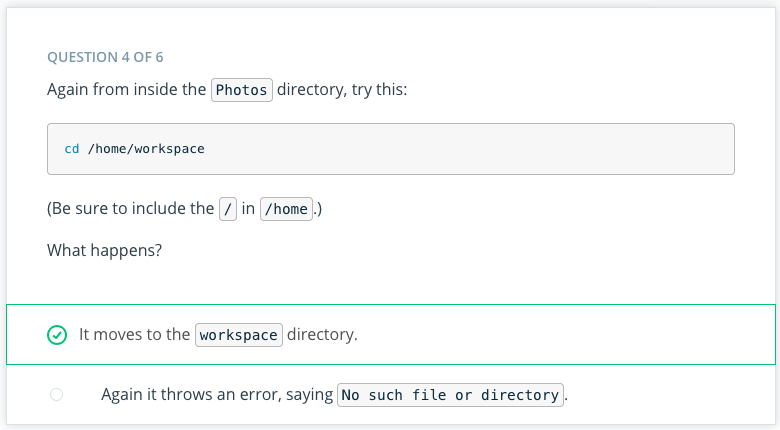 QUESTION 4 OF 6
Again from inside the Photos directory, try this:
cd /home/workspace
(Be sure to include the / in /home.)
What happens?
It moves to the workspace directory.
Again it throws an error, saying No such file or directory.